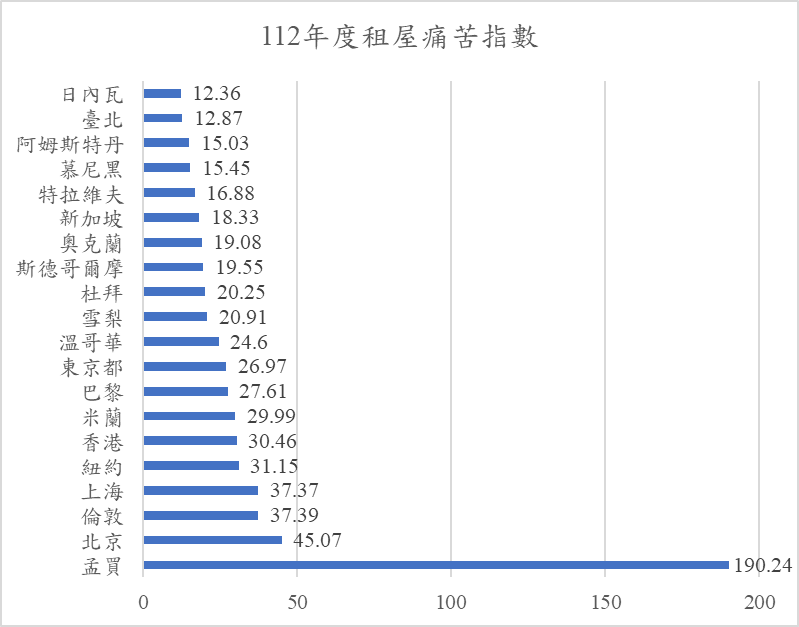 112年度租屋痛苦指數
日內瓦 12.36
臺北 12.87
阿姆斯特丹 15.03
慕尼黑 15.45
特拉維夫 16.88
新加坡 18.33
奧克蘭 19.08
斯德哥爾摩 19.55
杜拜 20.25
雪梨 20.91
溫哥華 24.6
東京都 26.97
巴黎 27.61
米蘭 29.99
香港 30.46
紐約 31.15
上海 37.37
倫敦 37.39
北京 45.07
孟買 190.24
0 50 100 150 200